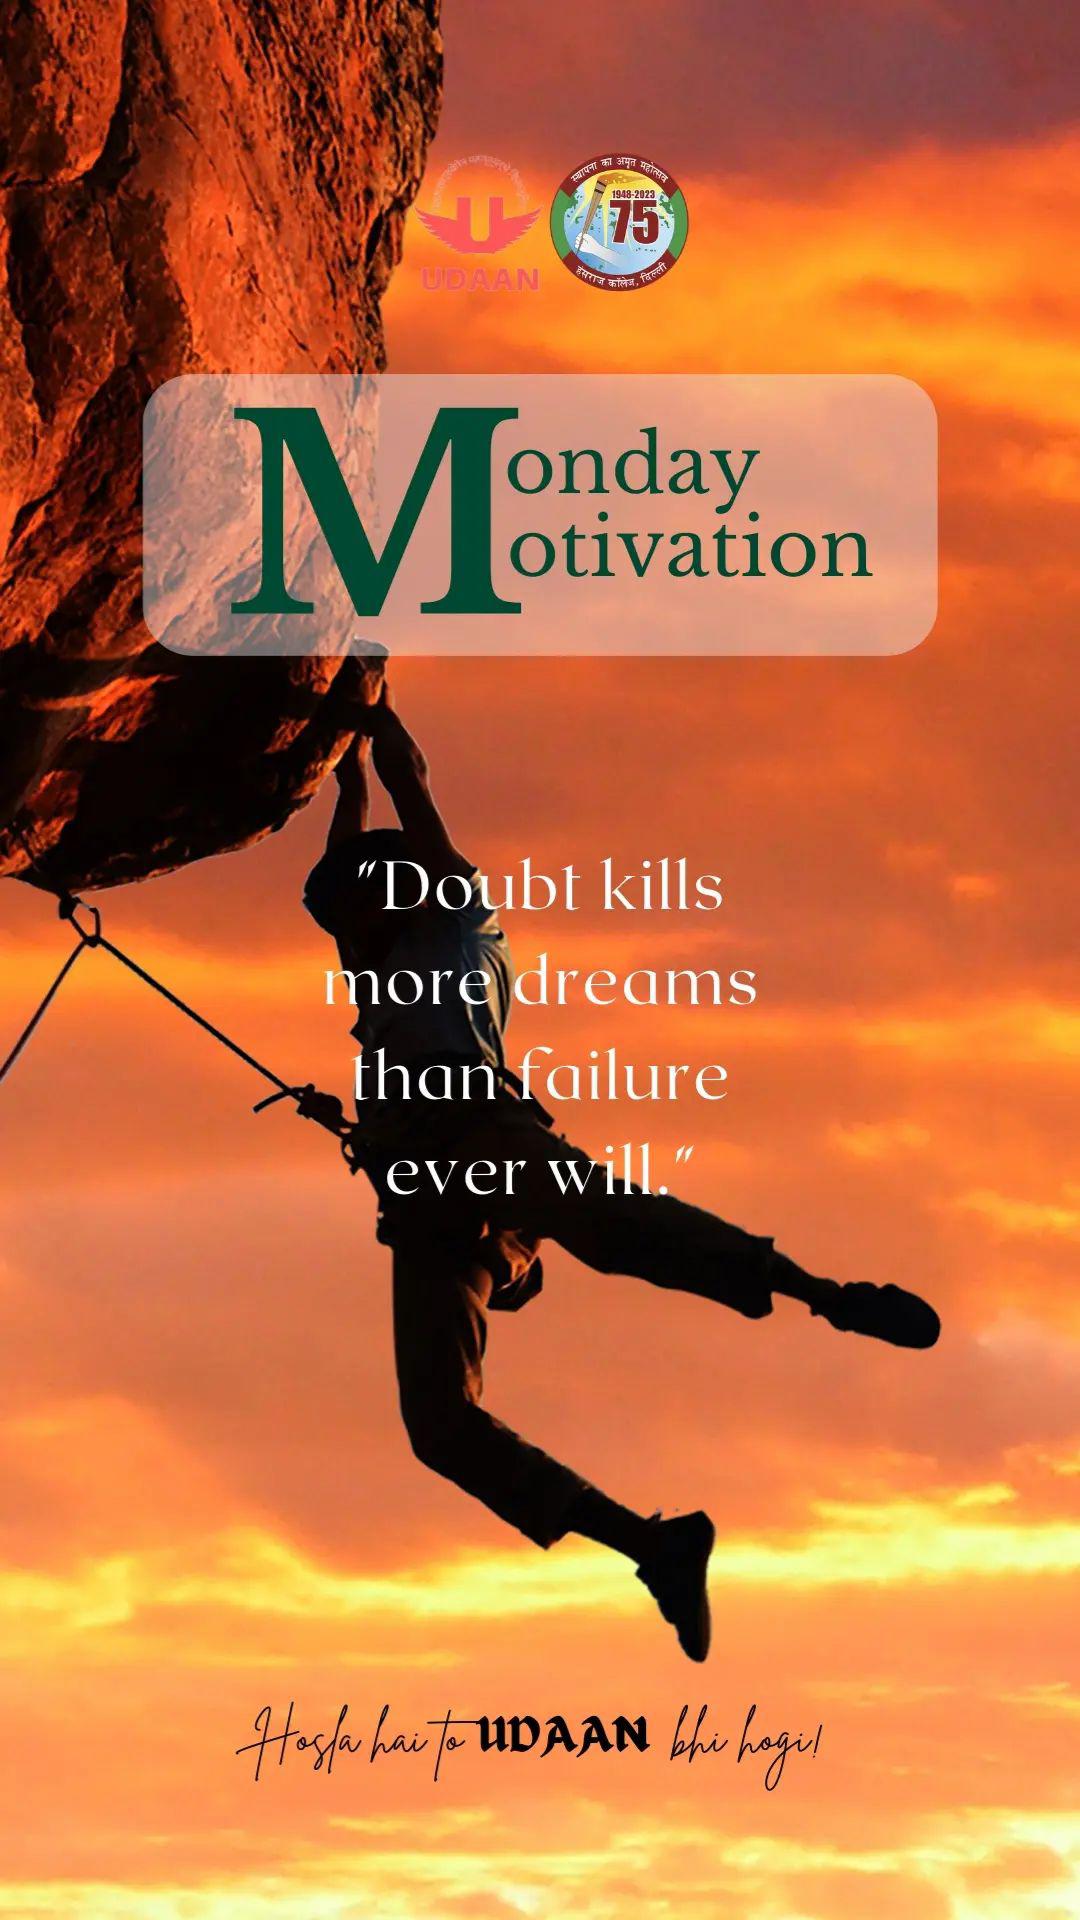 U
UDAAN
स्थापना का अमृत महोत्सव
1948-2023
75
हंसराज कॉलेज, दिल्ली
Monday
Motivation
"Doubt kills
more dreams
than failure
ever will."
Hosla hai to UDAAN bhi hogi!